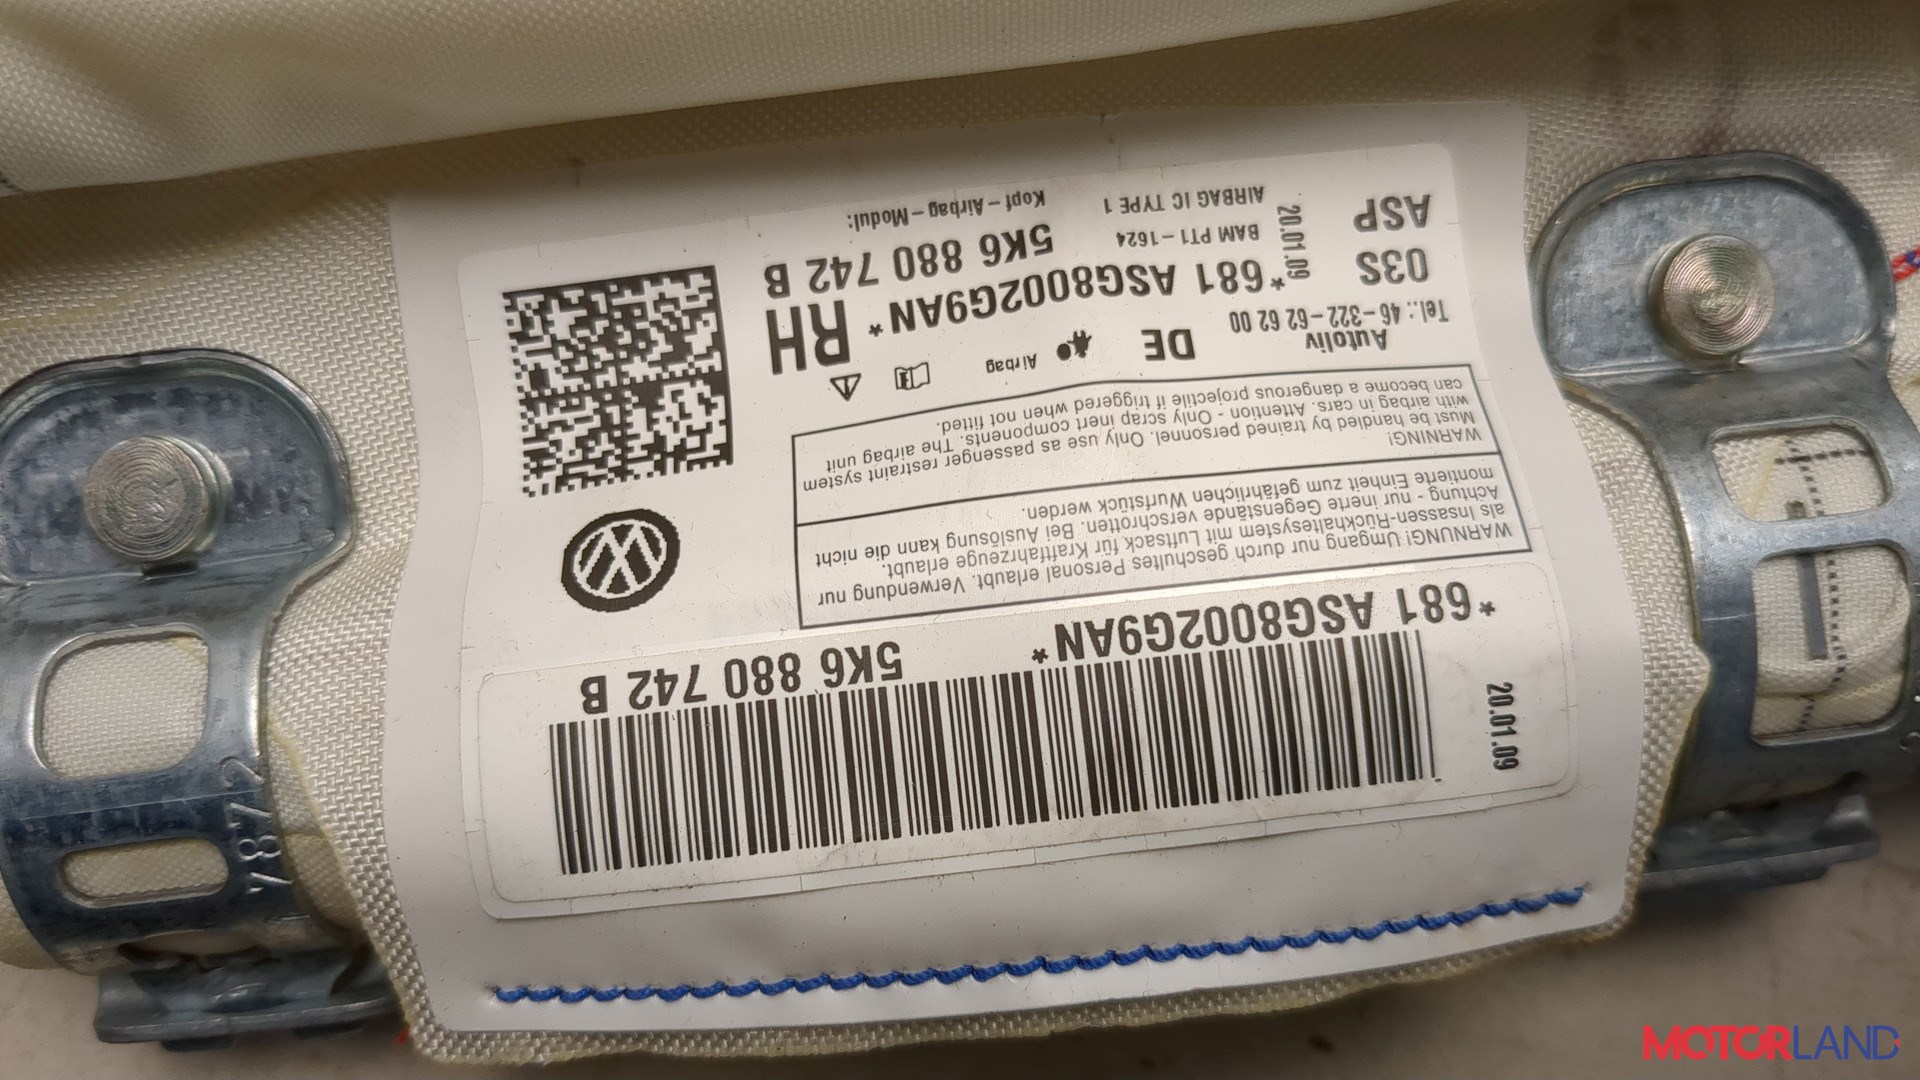 Kopf-Airbag-Modul:
5K6 880 742 B
RH
AIRBAG IC TYPE 1
BAM PT1-1624
*681 ASG8002G9AN*
20.01.09
ASP
03S
Tel.: 46-322-62 62 00
Autoliv
DE
Airbag
WARNING!
Must be handled by trained personnel. Only use as passenger restraint system
with airbag in cars. Attention - Only scrap inert components. The airbag unit
can become a dangerous projectile if triggered when not fitted.
WARNUNG! Umgang nur durch geschultes Personal erlaubt. Verwendung nur
als Insassen-Rückhaltesystem mit Luftsack für Kraftfahrzeuge erlaubt.
Achtung - nur inerte Gegenstände verschrotten. Bei Auslösung kann die nicht
montierte Einheit zum gefährlichen Wurfstück werden.
*681 ASG8002G9AN*
5K6 880 742 B
20.01.09
MOTORLAND